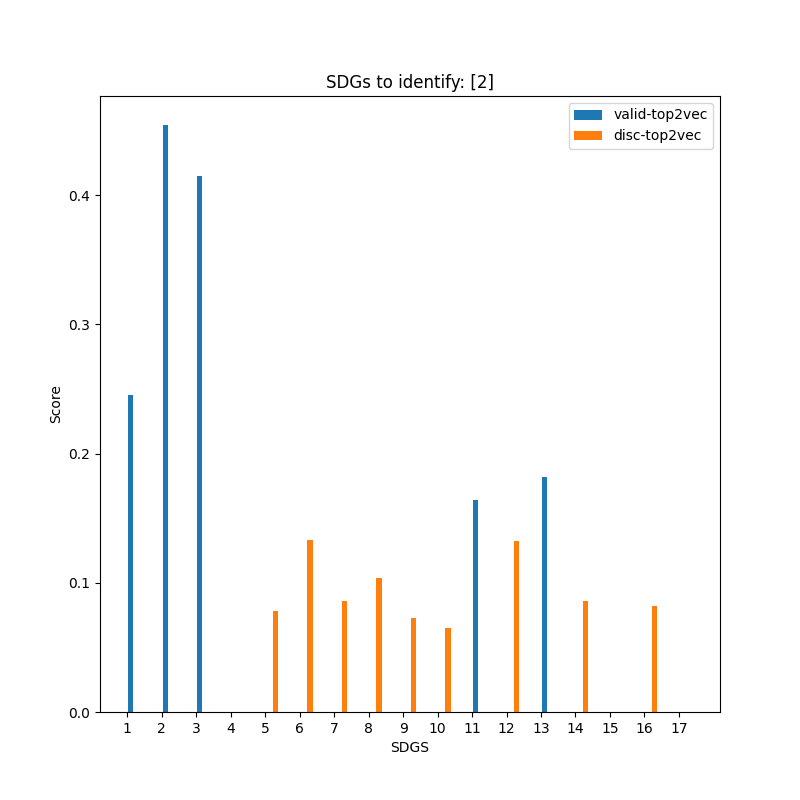 SDGs to identify: [2]
valid-top2vec
disc-top2vec
Score
0.4
0.3
0.2
0.1
0.0
1 2 3 4 5 6 7 8 9 10 11 12 13 14 15 16 17
SDGS